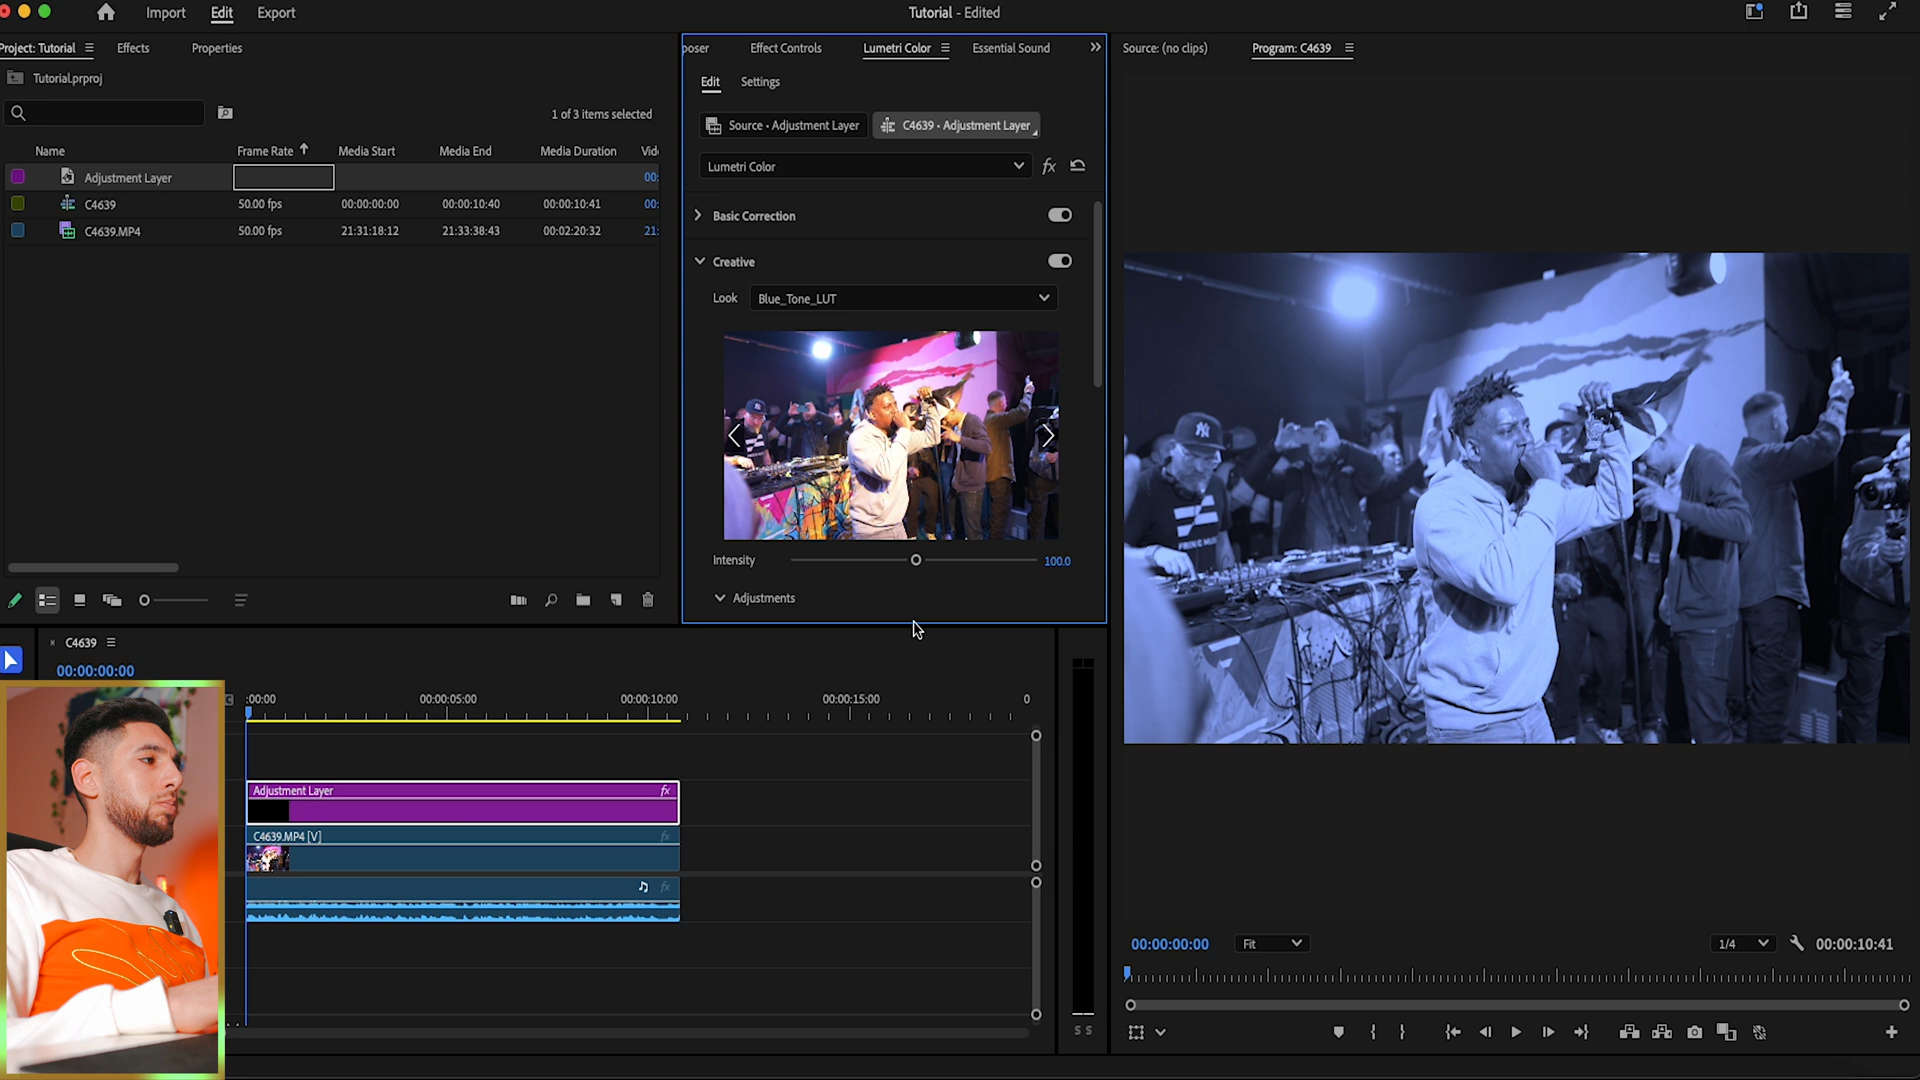 Import
Edit
Export
Tutorial - Edited
Project: Tutorial
Effects
Properties
Tutorial.prproj
1 of 3 items selected
Name
Frame Rate
Media Start
Media End
Media Duration
Vid
Adjustment Layer
00:
C4639
50.00 fps
00:00:00:00
00:00:10:40
00:00:10:41
00:
C4639.MP4
50.00 fps
21:31:18:12
21:33:38:43
00:02:20:32
21:
poser
Effect Controls
Lumetri Color
Essential Sound
Edit
Settings
Source · Adjustment Layer
C4639 · Adjustment Layer
Lumetri Color
fx
Basic Correction
Creative
Look
Blue_Tone_LUT
Intensity
100.0
Adjustments
Source: (no clips)
Program: C4639
00:00:00:00
Fit
1/4
00:00:10:41
C4639
00:00:00:00
:00:00
00:00:05:00
00:00:10:00
00:00:15:00
0
Adjustment Layer
fx
C4639.MP4 [V]
fx
fx
S S